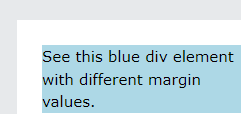 See this blue div element
with different margin
values.